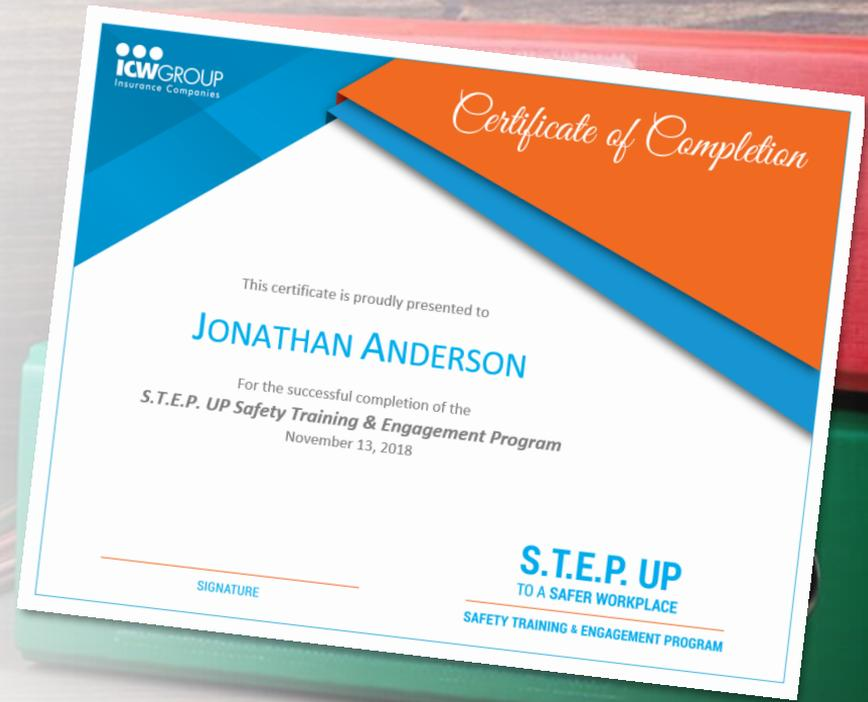 ICWGROUP
Insurance Companies
Certificate of Completion
This certificate is proudly presented to
JONATHAN ANDERSON
For the successful completion of the
S.T.E.P. UP Safety Training & Engagement Program
November 13, 2018
SIGNATURE
S.T.E.P. UP
TO A SAFER WORKPLACE
SAFETY TRAINING & ENGAGEMENT PROGRAM